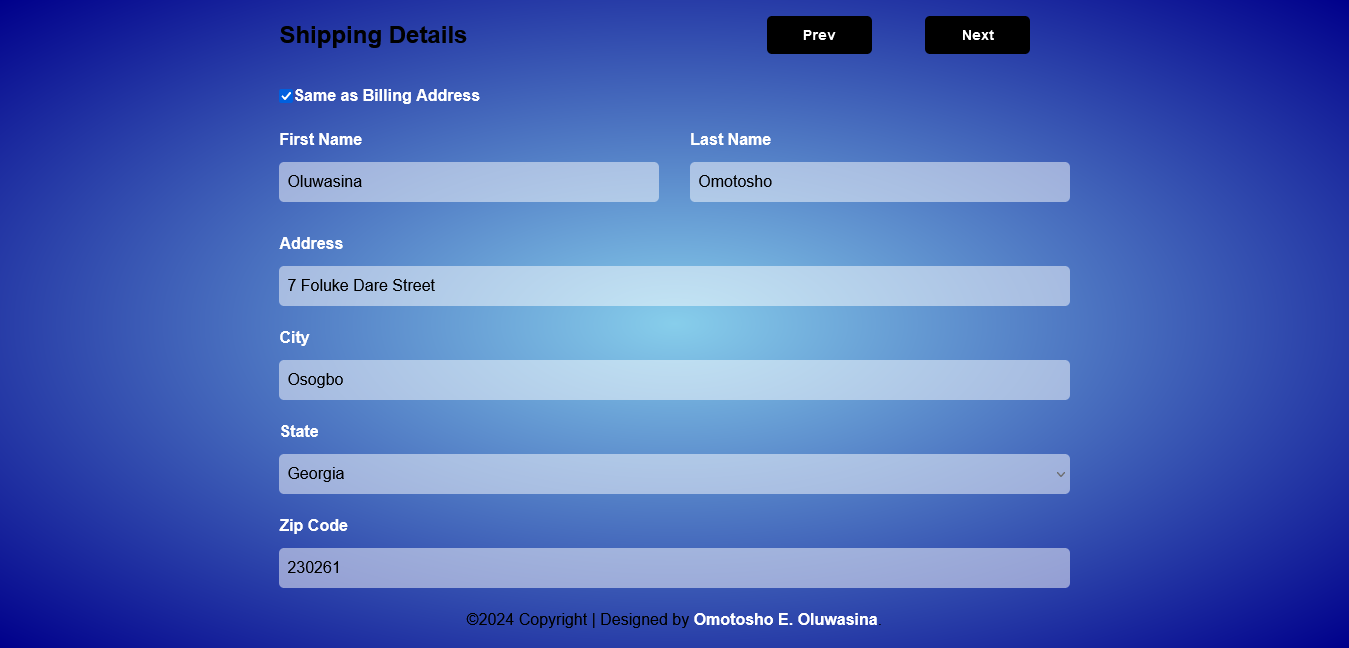 Shipping Details
Prev
Next
Same as Billing Address
First Name
Last Name
Oluwasina
Omotosho
Address
7 Foluke Dare Street
City
Osogbo
State
Georgia
Zip Code
230261
©2024 Copyright | Designed by Omotosho E. Oluwasina